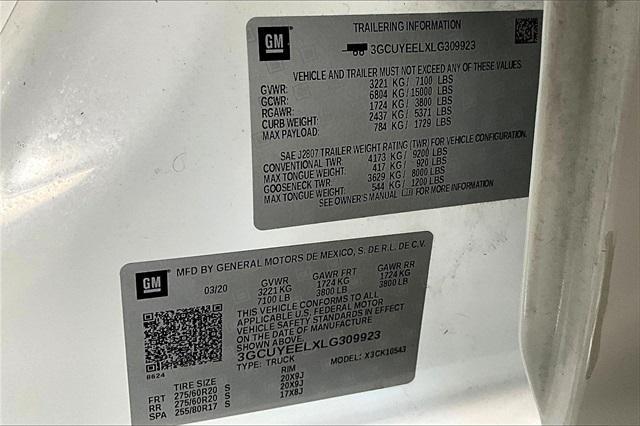 GM
TRAILERING INFORMATION
3GCUYEELXLG309923
VEHICLE AND TRAILER MUST NOT EXCEED ANY OF THESE VALUES
GVWR: 3221 KG/ 7100 LBS
GCWR: 6804 KG/ 15000 LBS
RGAWR: 1724 KG/ 3800 LBS
CURB WEIGHT: 2437 KG/ 5371 LBS
MAX PAYLOAD: 784 KG/ 1729 LBS
SAE J2807 TRAILER WEIGHT RATING (TWR) FOR VEHICLE CONFIGURATION.
CONVENTIONAL TWR: 4173 KG/ 9200 LBS
MAX TONGUE WEIGHT: 417 KG/ 920 LBS
GOOSENECK TWR: 3629 KG/ 8000 LBS
MAX TONGUE WEIGHT: 544 KG/ 1200 LBS
SEE OWNER'S MANUAL FOR MORE INFORMATION
GM
MFD BY GENERAL MOTORS DE MEXICO, S. DE R.L. DE C.V.
03/20 GVWR GAWR FRT GAWR RR
3221 KG 1724 KG 1724 KG
7100 LB 3800 LB 3800 LB
THIS VEHICLE CONFORMS TO ALL
APPLICABLE U.S. FEDERAL MOTOR
VEHICLE SAFETY STANDARDS IN EFFECT
ON THE DATE OF MANUFACTURE
3GCUYEELXLG309923
8624
TYPE: TRUCK MODEL: X3CK10543
TIRE SIZE RIM
FRT 275/60R20 S 20X9J
RR 275/60R20 S 20X9J
SPA 255/80R17 S 17X8J